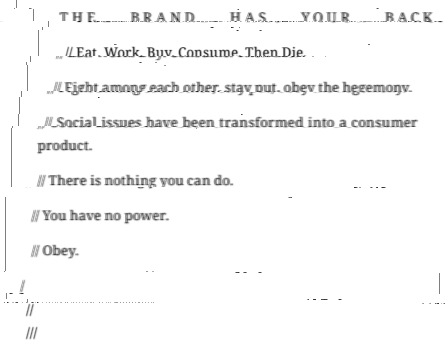 THE BRAND HAS YOUR BACK
// Eat. Work. Buy. Consume. Then Die.
// Fight among each other, stay put, obey the hegemony.
// Social issues have been transformed into a consumer
product.
// There is nothing you can do.
// You have no power.
// Obey.
/
//
///